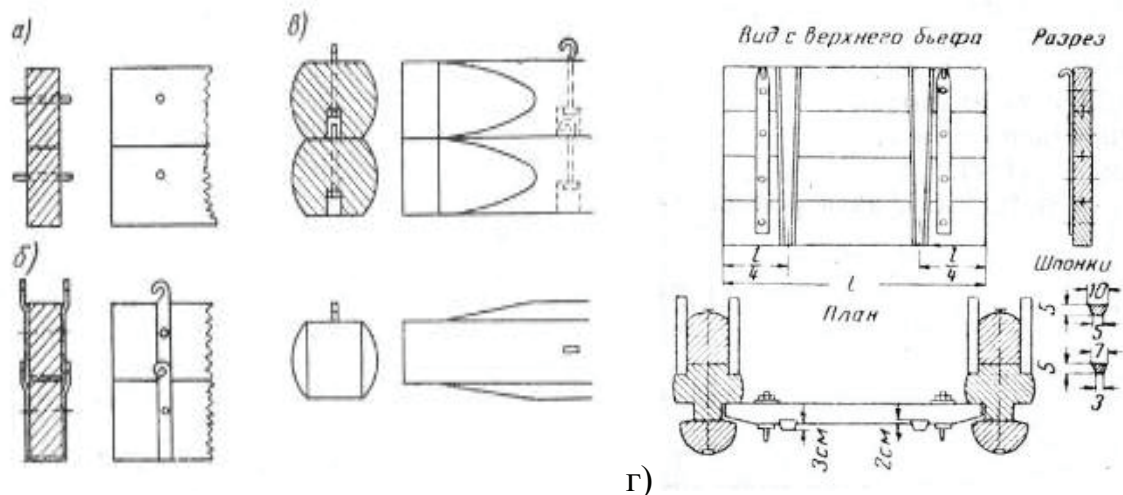 а)
в)
Вид с верхнего бьефа
Разрез
б)
l
4
l
4
l
Шпонки
План
10
5
5
7
5
3
3см
2см
г)